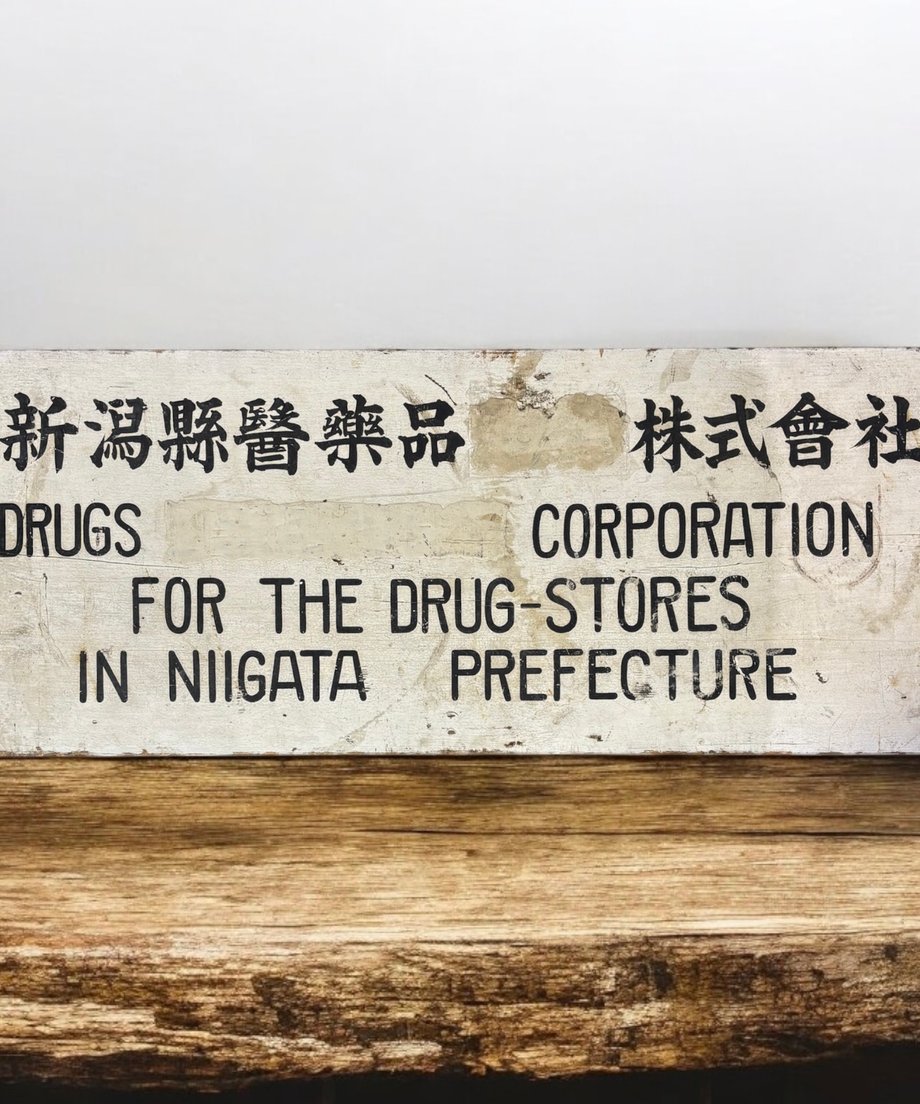 新潟縣醫藥品 株式會社
DRUGS CORPORATION
FOR THE DRUG-STORES
IN NIIGATA PREFECTURE